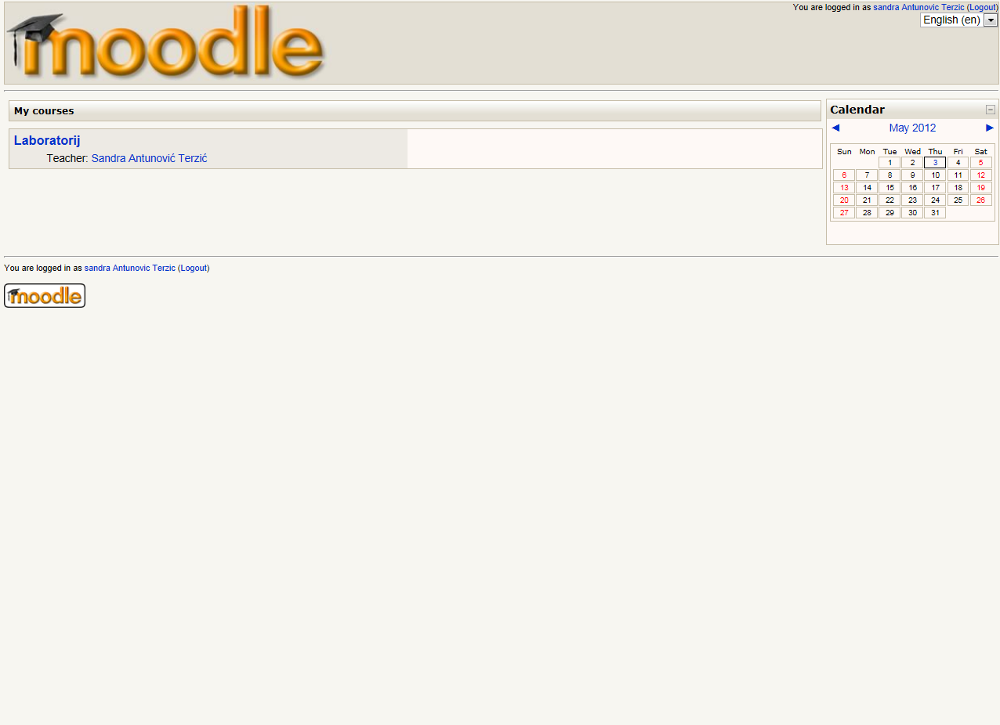 moodle
You are logged in as sandra Antunovic Terzic (Logout)
English (en)
My courses
Laboratorij
Teacher: Sandra Antunović Terzić
Calendar
◄ May 2012 ►
Sun Mon Tue Wed Thu Fri Sat
1 2 3 4 5
6 7 8 9 10 11 12
13 14 15 16 17 18 19
20 21 22 23 24 25 26
27 28 29 30 31
You are logged in as sandra Antunovic Terzic (Logout)
moodle